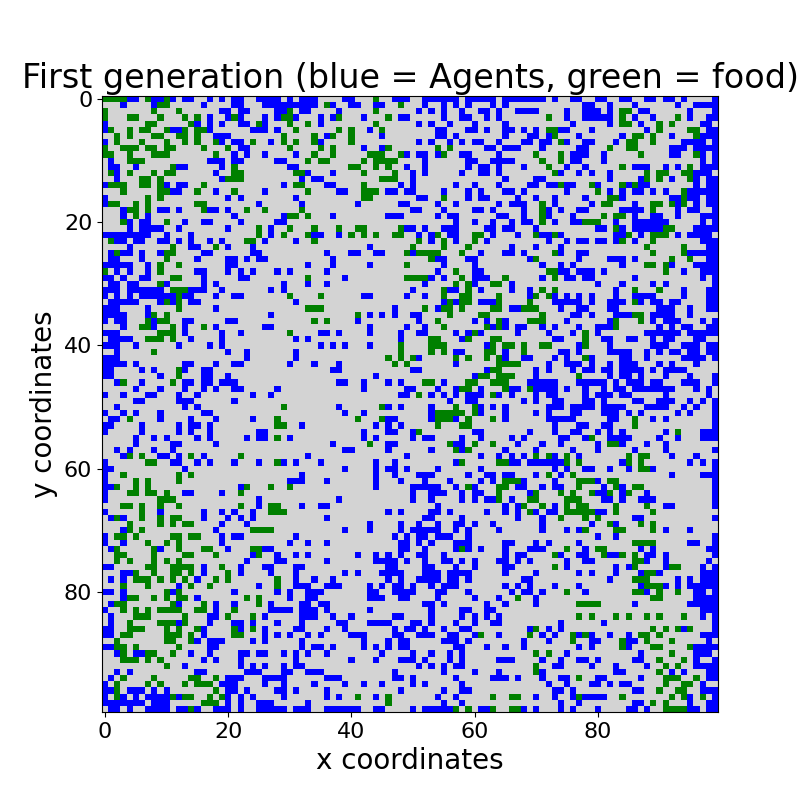 First generation (blue = Agents, green = food)
0
20
40
60
80
y coordinates
0 20 40 60 80
x coordinates